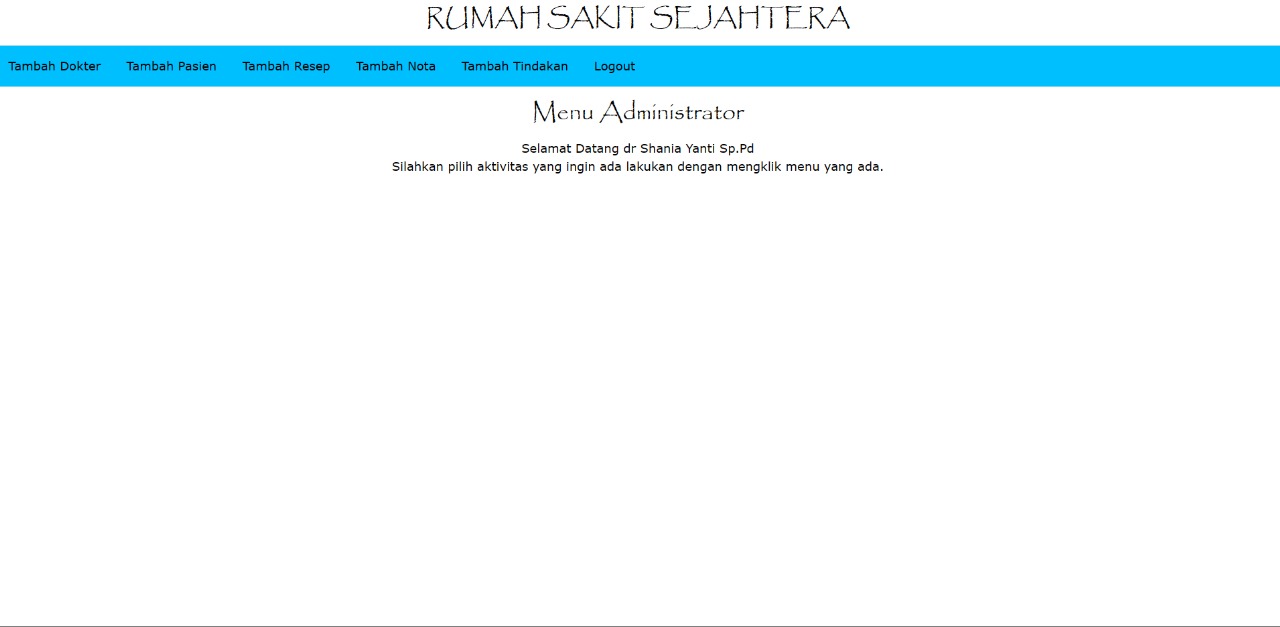 RUMAH SAKIT SEJAHTERA
Tambah Dokter Tambah Pasien Tambah Resep Tambah Nota Tambah Tindakan Logout
Menu Administrator
Selamat Datang dr Shania Yanti Sp.Pd
Silahkan pilih aktivitas yang ingin ada lakukan dengan mengklik menu yang ada.